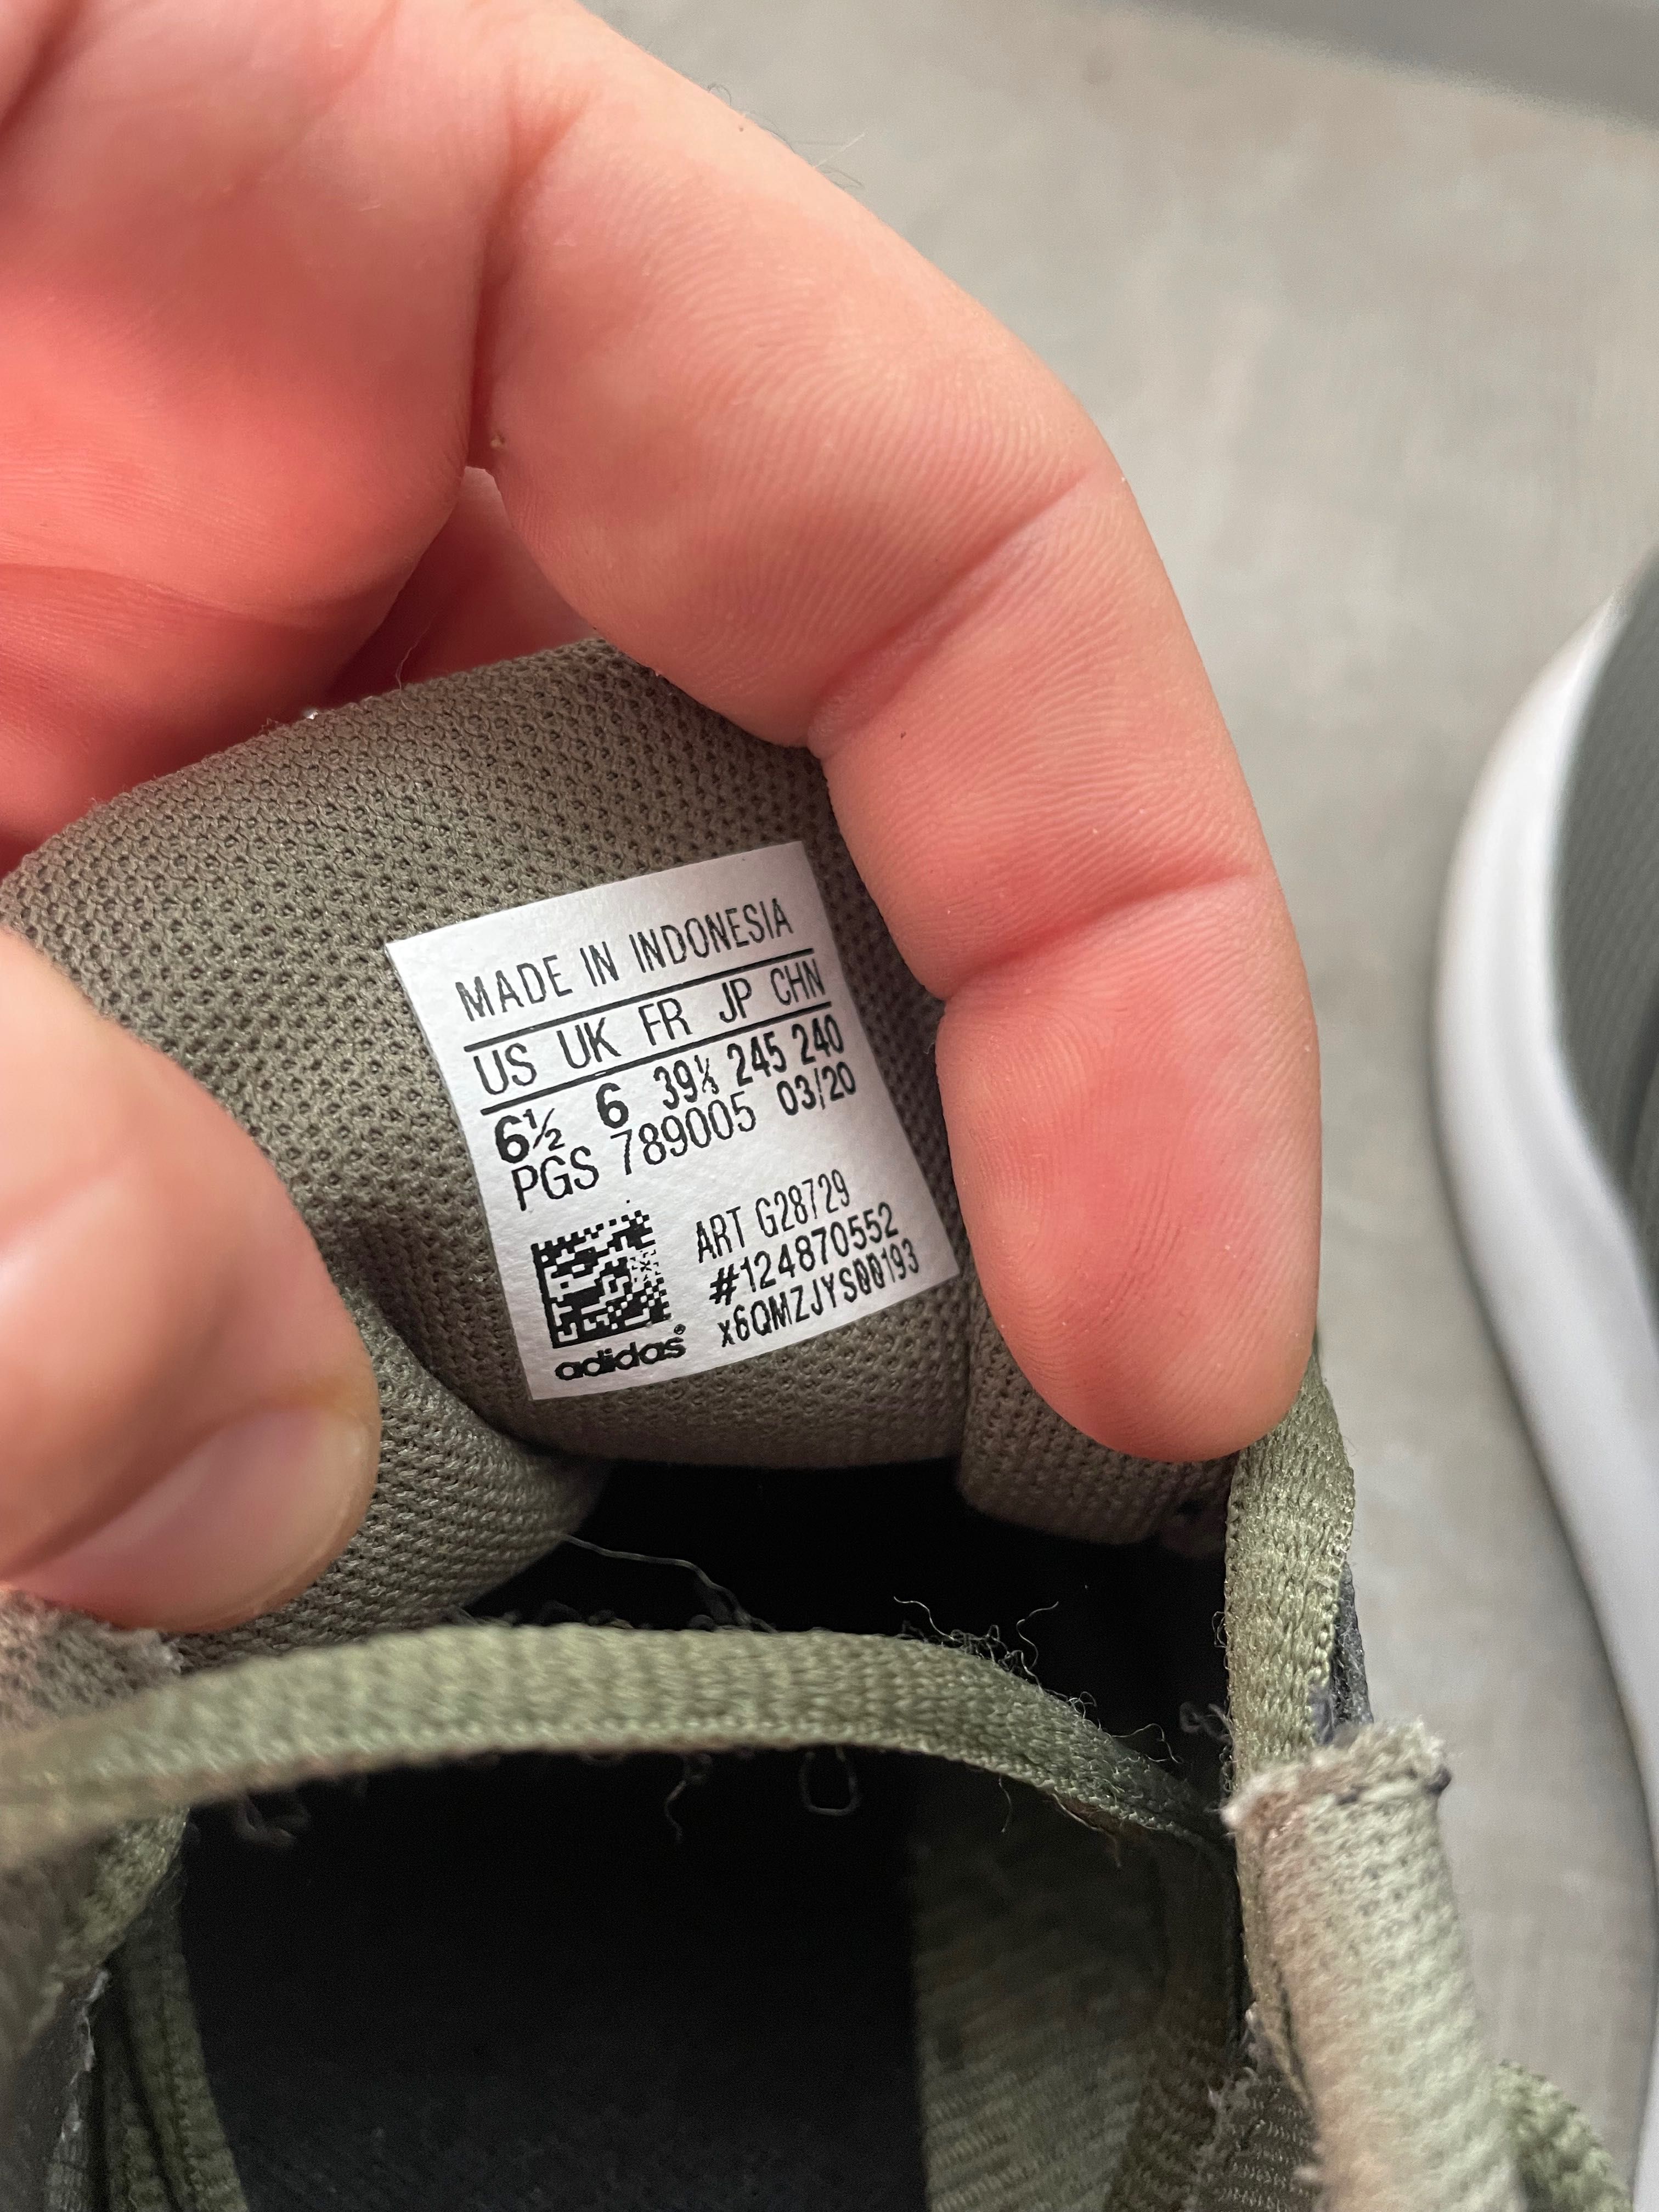 MADE IN INDONESIA
US UK FR JP CHN
6½ 6 39⅓ 245 240
PGS 789005 03/20
ART G28729
#124870552
x6QMZJYS00193
adidas®